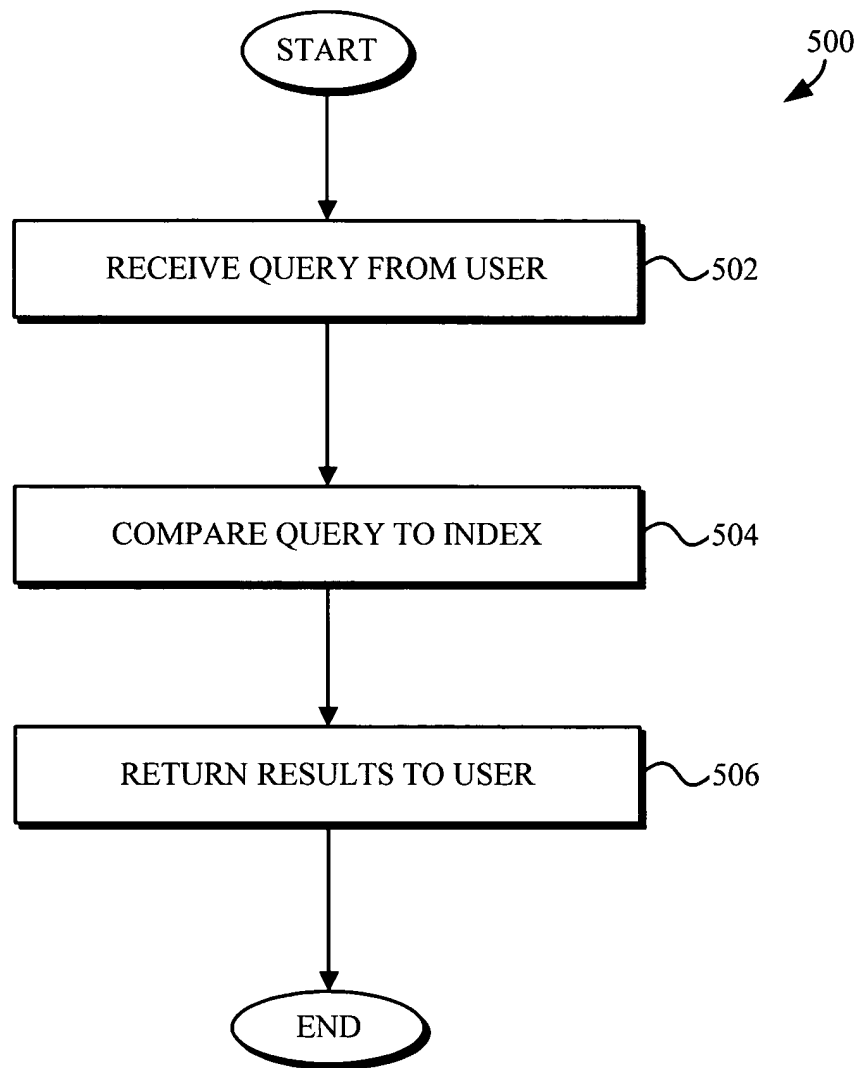 START
500
RECEIVE QUERY FROM USER
502
COMPARE QUERY TO INDEX
504
RETURN RESULTS TO USER
506
END